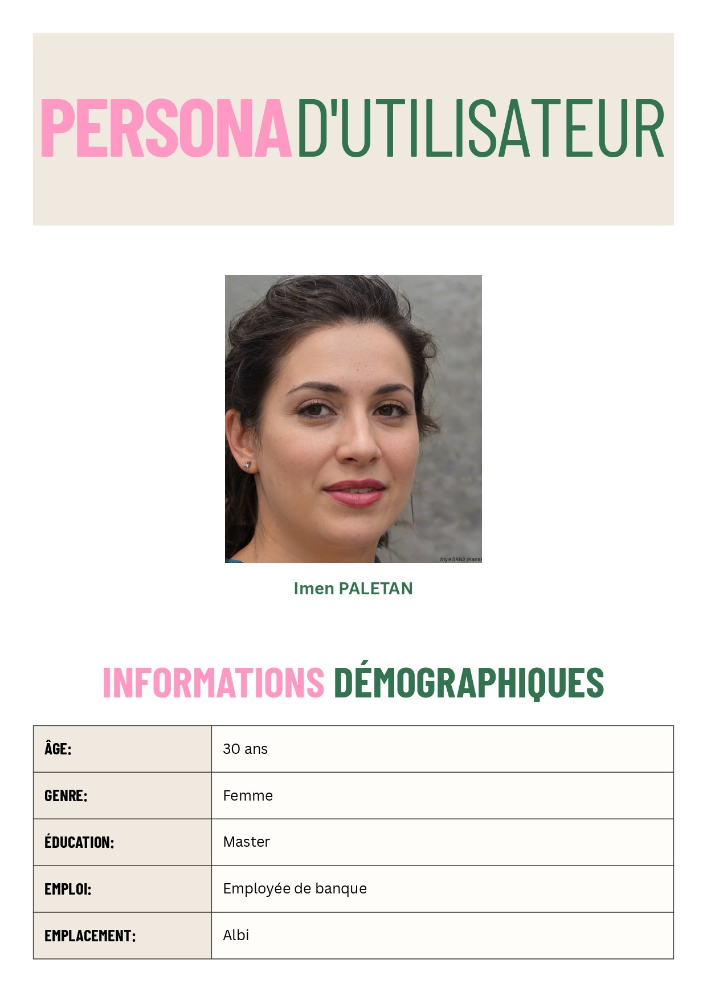 PERSONA D'UTILISATEUR
StyleGAN2 (Karras
Imen PALETAN
INFORMATIONS DÉMOGRAPHIQUES
ÂGE: 30 ans
GENRE: Femme
ÉDUCATION: Master
EMPLOI: Employée de banque
EMPLACEMENT: Albi